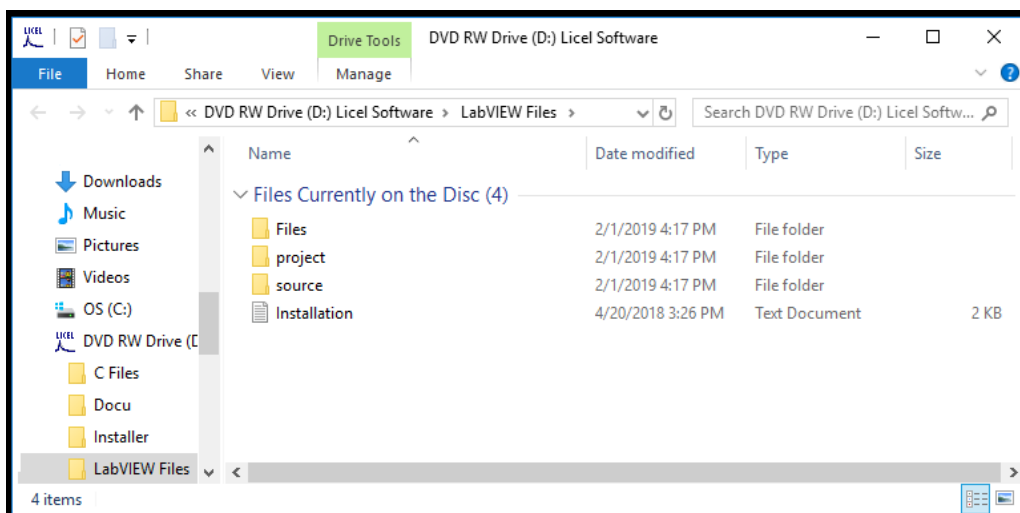 LICEL Drive Tools DVD RW Drive (D:) Licel Software
File Home Share View Manage ?
« DVD RW Drive (D:) Licel Software > LabVIEW Files > Search DVD RW Drive (D:) Licel Softw...
Name Date modified Type Size
Files Currently on the Disc (4)
Files 2/1/2019 4:17 PM File folder
project 2/1/2019 4:17 PM File folder
source 2/1/2019 4:17 PM File folder
Installation 4/20/2018 3:26 PM Text Document 2 KB
Downloads
Music
Pictures
Videos
OS (C:)
LICEL DVD RW Drive (D
C Files
Docu
Installer
LabVIEW Files
4 items